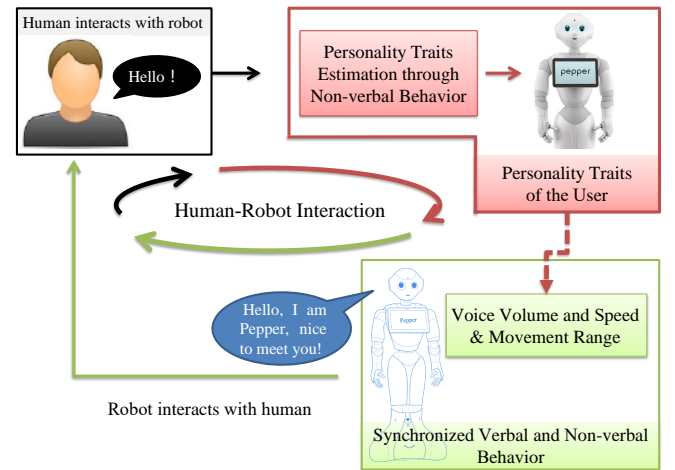 Human interacts with robot
Hello！
Personality Traits
Estimation through
Non-verbal Behavior
pepper
Personality Traits
of the User
Human-Robot Interaction
Hello, I am
Pepper, nice
to meet you!
Pepper
Voice Volume and Speed
& Movement Range
Robot interacts with human
Synchronized Verbal and Non-verbal
Behavior